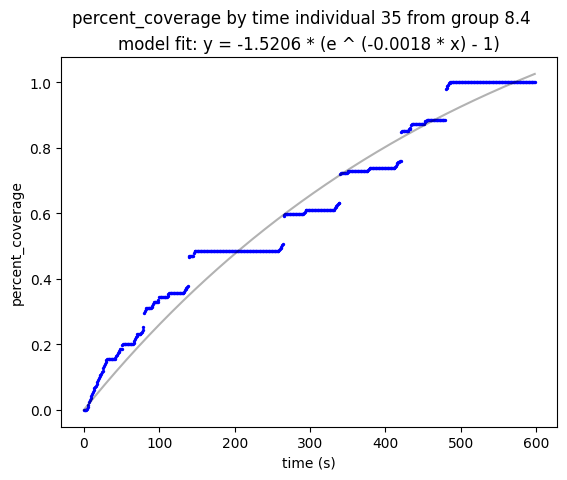 percent_coverage by time individual 35 from group 8.4
model fit: y = -1.5206 * (e ^ (-0.0018 * x) - 1)
1.0
0.8
0.6
0.4
0.2
0.0
percent_coverage
0 100 200 300 400 500 600
time (s)